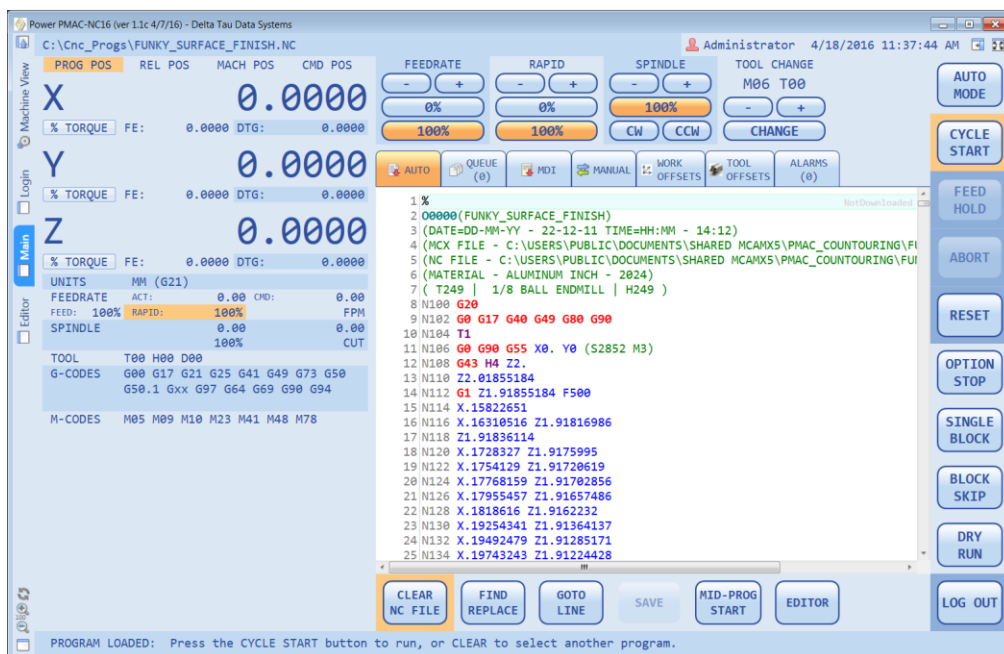 Power PMAC-NC16 (ver 1.1c 4/7/16) - Delta Tau Data Systems
C:\Cnc_Progs\FUNKY_SURFACE_FINISH.NC
Administrator 4/18/2016 11:37:44 AM
Machine View
Login
Main
Editor
PROG POS REL POS MACH POS CMD POS
X 0.0000
% TORQUE FE: 0.0000 DTG: 0.0000
Y 0.0000
% TORQUE FE: 0.0000 DTG: 0.0000
Z 0.0000
% TORQUE FE: 0.0000 DTG: 0.0000
UNITS MM (G21)
FEEDRATE ACT: 0.00 CMD: 0.00
FEED: 100% RAPID: 100% FPM
SPINDLE 0.00 0.00
100% CUT
TOOL T00 H00 D00
G-CODES G00 G17 G21 G25 G41 G49 G73 G50
G50.1 Gxx G97 G64 G69 G90 G94
M-CODES M05 M09 M10 M23 M41 M48 M78
FEEDRATE RAPID SPINDLE TOOL CHANGE
- + - + - + M06 T00
0% 0% 100% - +
100% 100% CW CCW CHANGE
AUTO
QUEUE
(0)
MDI
MANUAL
WORK
OFFSETS
TOOL
OFFSETS
ALARMS
(0)
NotDownloaded
1 %
2 O0000(FUNKY_SURFACE_FINISH)
3 (DATE=DD-MM-YY - 22-12-11 TIME=HH:MM - 14:12)
4 (MCX FILE - C:\USERS\PUBLIC\DOCUMENTS\SHARED MCAMX5\PMAC_COUNTOURING\FU
5 (NC FILE - C:\USERS\PUBLIC\DOCUMENTS\SHARED MCAMX5\PMAC_COUNTOURING\FUN
6 (MATERIAL - ALUMINUM INCH - 2024)
7 ( T249 | 1/8 BALL ENDMILL | H249 )
8 N100 G20
9 N102 G0 G17 G40 G49 G80 G90
10 N104 T1
11 N106 G0 G90 G55 X0. Y0 (S2852 M3)
12 N108 G43 H4 Z2.
13 N110 Z2.01855184
14 N112 G1 Z1.91855184 F500
15 N114 X.15822651
16 N116 X.16310516 Z1.91816986
17 N118 Z1.91836114
18 N120 X.1728327 Z1.9175995
19 N122 X.1754129 Z1.91720619
20 N124 X.17768159 Z1.91702856
21 N126 X.17955457 Z1.91657486
22 N128 X.1818616 Z1.9162232
23 N130 X.19254341 Z1.91364137
24 N132 X.19492479 Z1.91285171
25 N134 X.19743243 Z1.91224428
CLEAR
NC FILE
FIND
REPLACE
GOTO
LINE
SAVE
MID-PROG
START
EDITOR
AUTO
MODE
CYCLE
START
FEED
HOLD
ABORT
RESET
OPTION
STOP
SINGLE
BLOCK
BLOCK
SKIP
DRY
RUN
LOG OUT
PROGRAM LOADED: Press the CYCLE START button to run, or CLEAR to select another program.